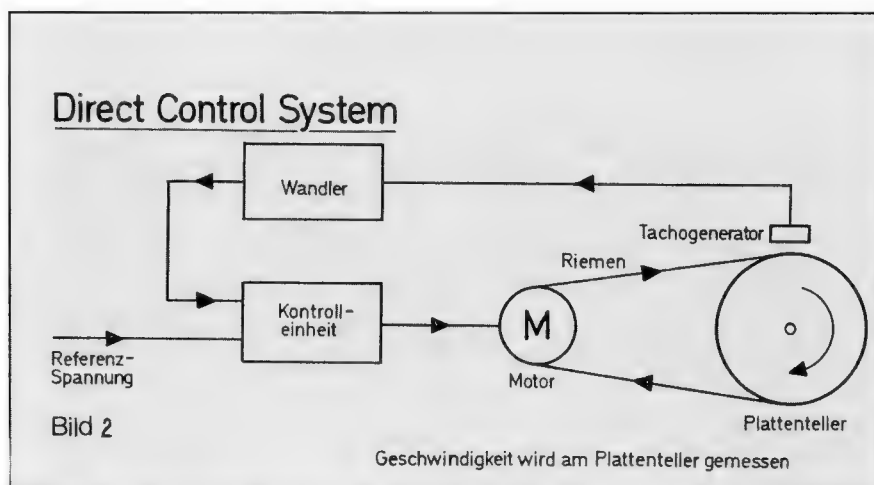 Direct Control System
Wandler
Tachogenerator
Riemen
Kontroll-
einheit
M
Referenz-
Spannung
Motor
Plattenteller
Bild 2
Geschwindigkeit wird am Plattenteller gemessen